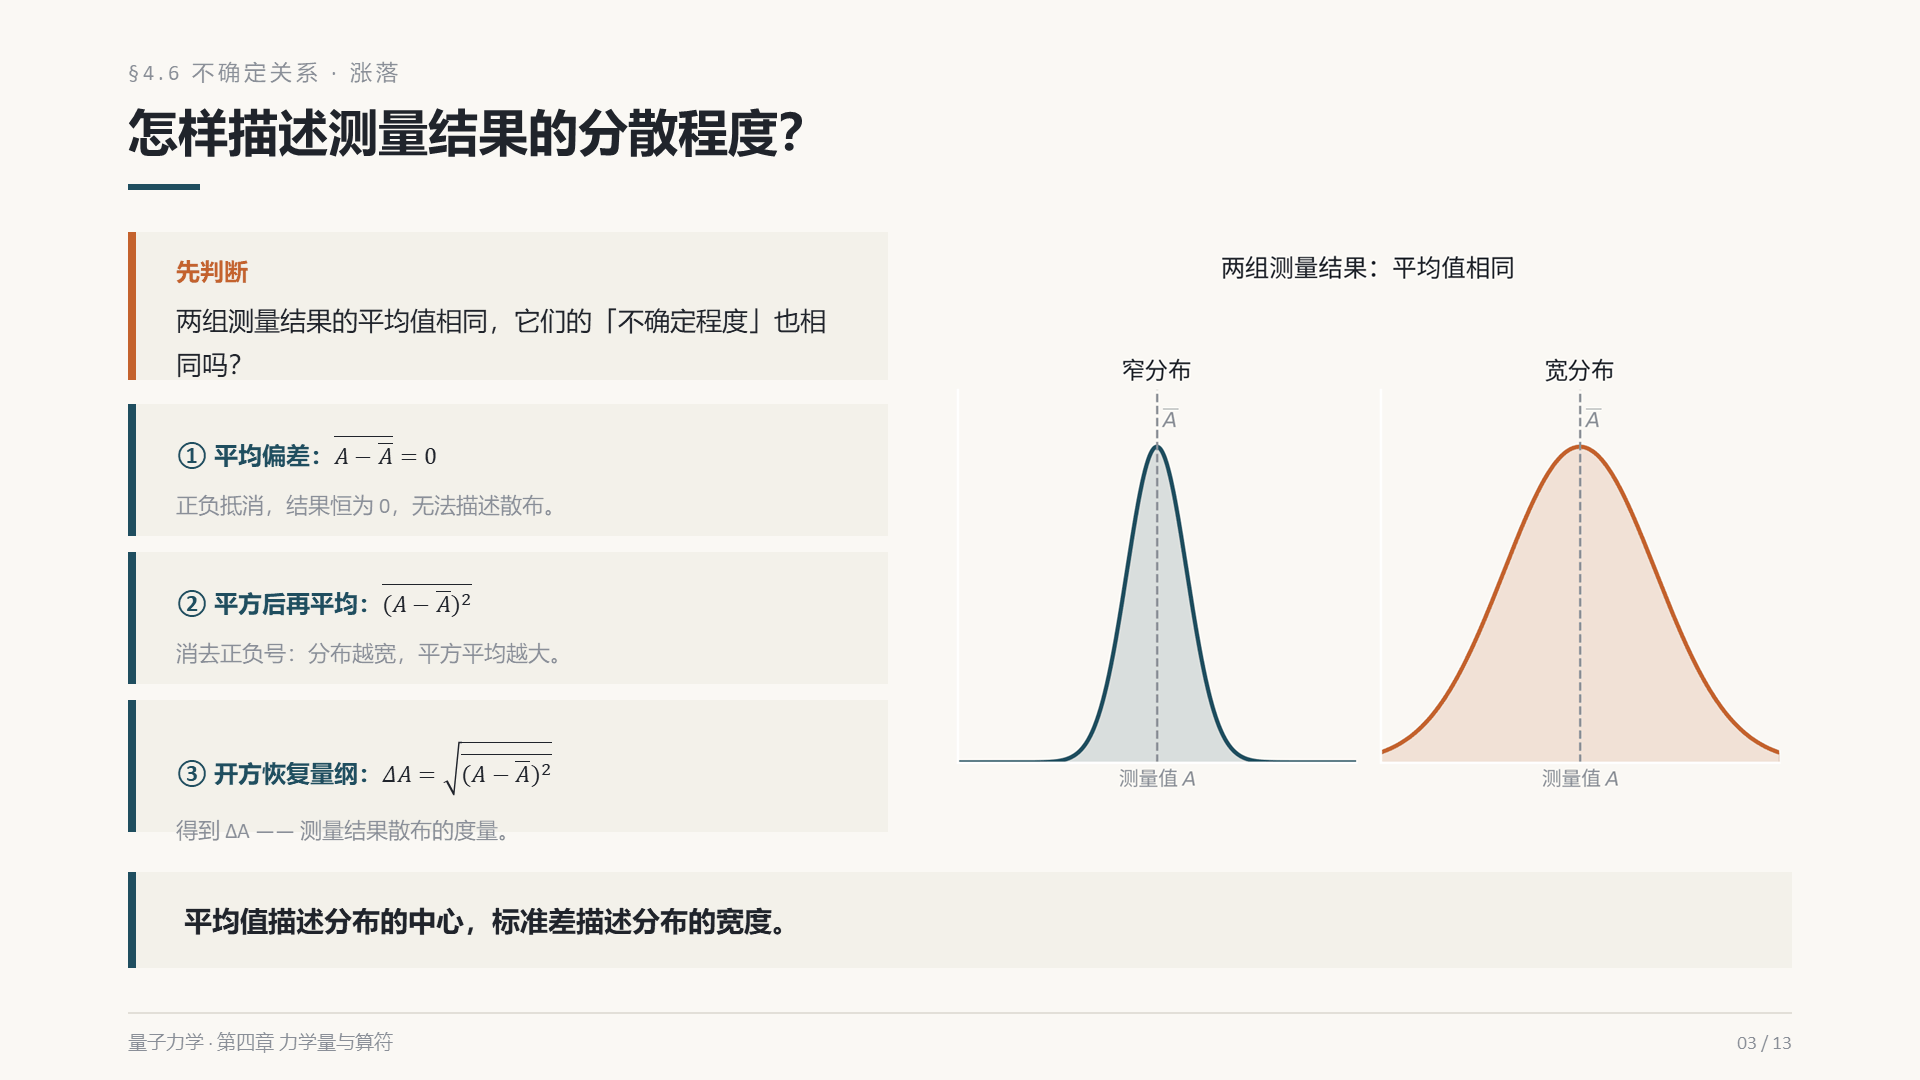 §4.6 不确定关系 · 涨落
怎样描述测量结果的分散程度？
先判断
两组测量结果的平均值相同，它们的「不确定程度」也相
同吗？
① 平均偏差： $\overline{A - \overline{A}} = 0$
正负抵消，结果恒为 0，无法描述散布。
② 平方后再平均： $\overline{(A - \overline{A})^2}$
消去正负号：分布越宽，平方平均越大。
③ 开方恢复量纲： $\Delta A = \sqrt{\overline{(A - \overline{A})^2}}$
得到 ΔA —— 测量结果散布的度量。
两组测量结果：平均值相同
窄分布
$\overline{A}$
测量值 A
宽分布
$\overline{A}$
测量值 A
平均值描述分布的中心，标准差描述分布的宽度。
量子力学 · 第四章 力学量与算符
03 / 13